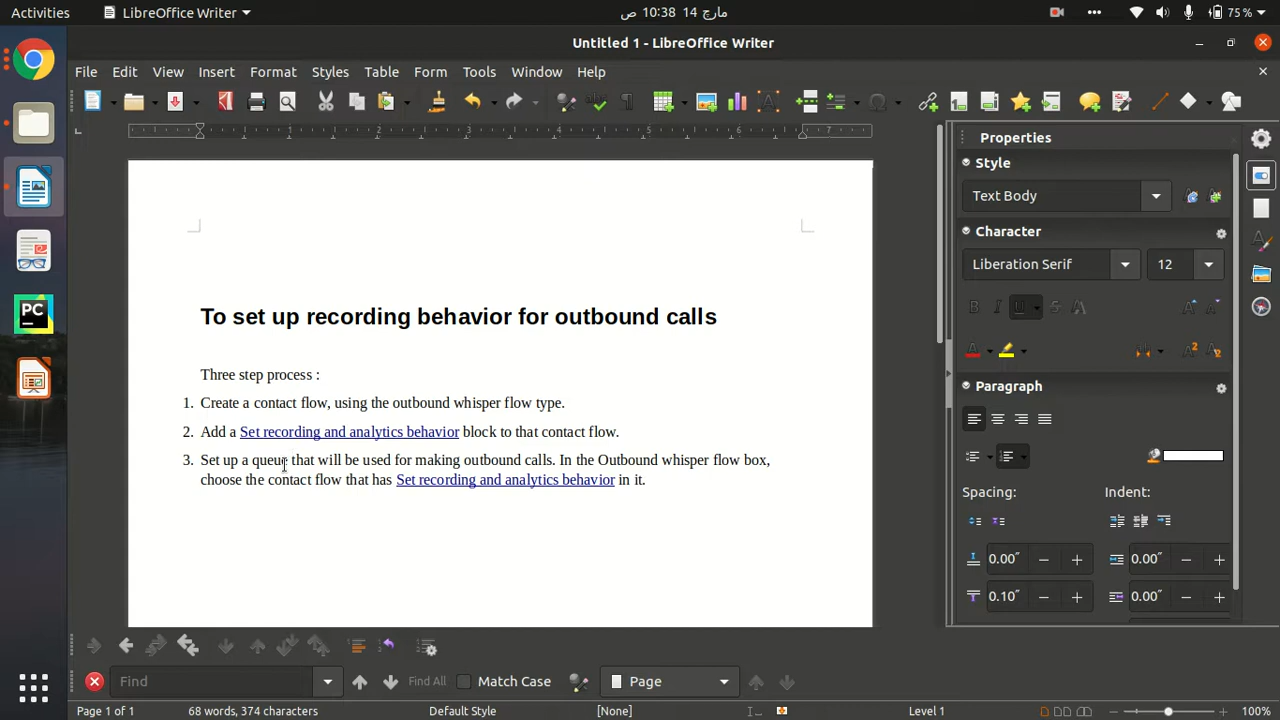 Activities LibreOffice Writer 10:38 ص 14 مارچ 75 %
Untitled 1 - LibreOffice Writer
File Edit View Insert Format Styles Table Tools Form Window Help
Properties
Style
Text Body
Character
Liberation Serif 12
Paragraph
Spacing: Indent:
0.00″ 0.00″
0.10″ 0.00″
To set up recording behavior for outbound calls
Three step process :
1. Create a contact flow, using the outbound whisper flow type.
2. Add a Set recording and analytics behavior block to that contact flow.
3. Set up a queue that will be used for making outbound calls. In the Outbound whisper flow box,
choose the contact flow that has Set recording and analytics behavior in it.
Find Find All Match Case Page
Page 1 of 1 68 words, 374 characters Default Style [None] Level 1 100%